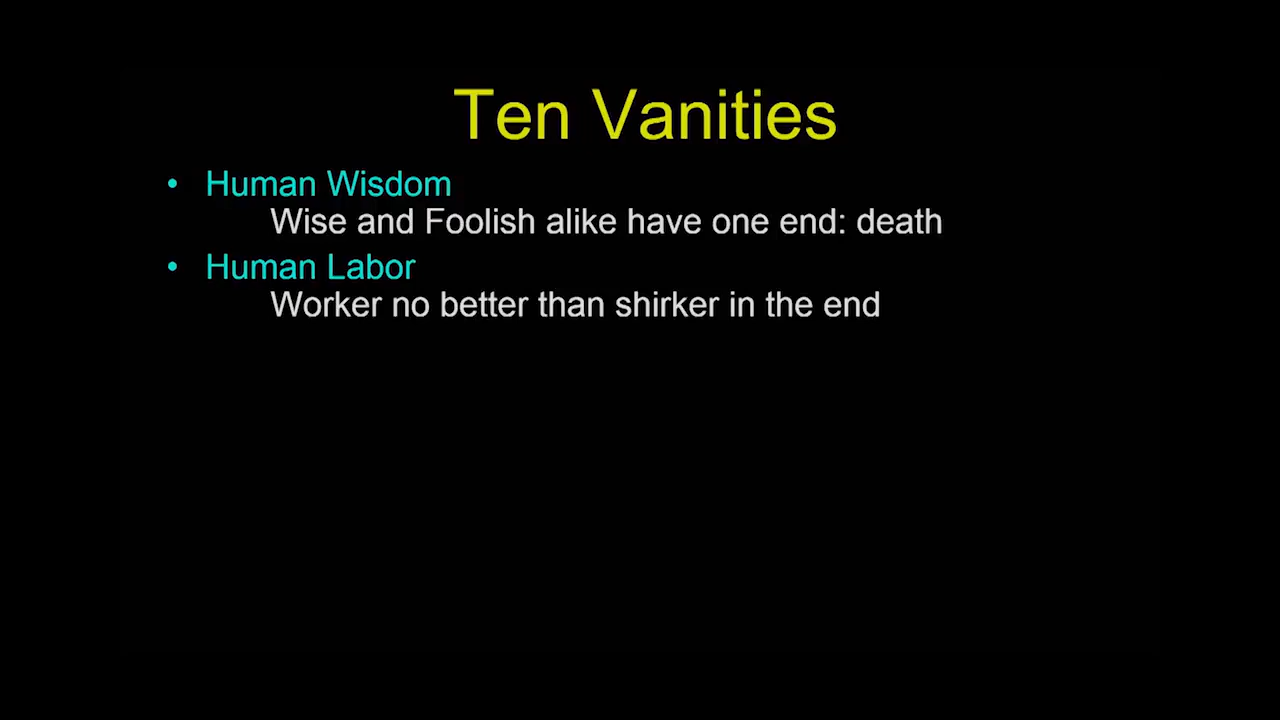 Ten Vanities
• Human Wisdom
Wise and Foolish alike have one end: death
• Human Labor
Worker no better than shirker in the end